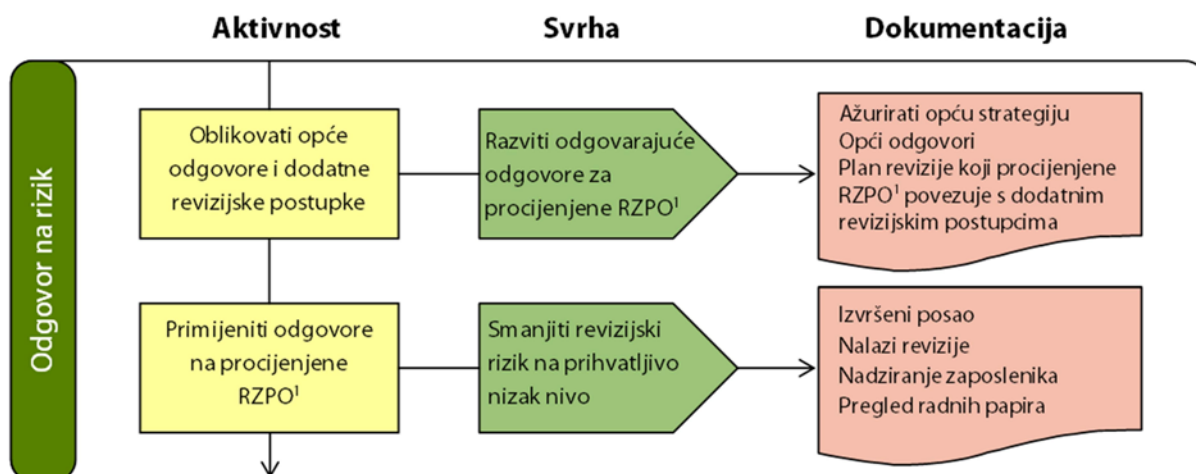 Aktivnost
Svrha
Dokumentacija
Odgovor na rizik
Oblikovati opće
odgovore i dodatne
revizijske postupke
Razviti odgovarajuće
odgovore za
procijenjene RZPO¹
Ažurirati opću strategiju
Opći odgovori
Plan revizije koji procijenjene
RZPO¹ povezuje s dodatnim
revizijskim postupcima
Primijeniti odgovore
na procijenjene
RZPO¹
Smanjiti revizijski
rizik na prihvatljivo
nizak nivo
Izvršeni posao
Nalazi revizije
Nadziranje zaposlenika
Pregled radnih papira